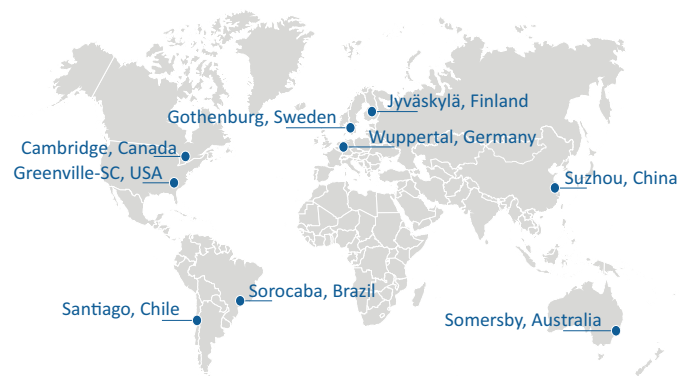 Jyväskylä, Finland
Gothenburg, Sweden
Wuppertal, Germany
Cambridge, Canada
Greenville-SC, USA
Suzhou, China
Sorocaba, Brazil
Santiago, Chile
Somersby, Australia